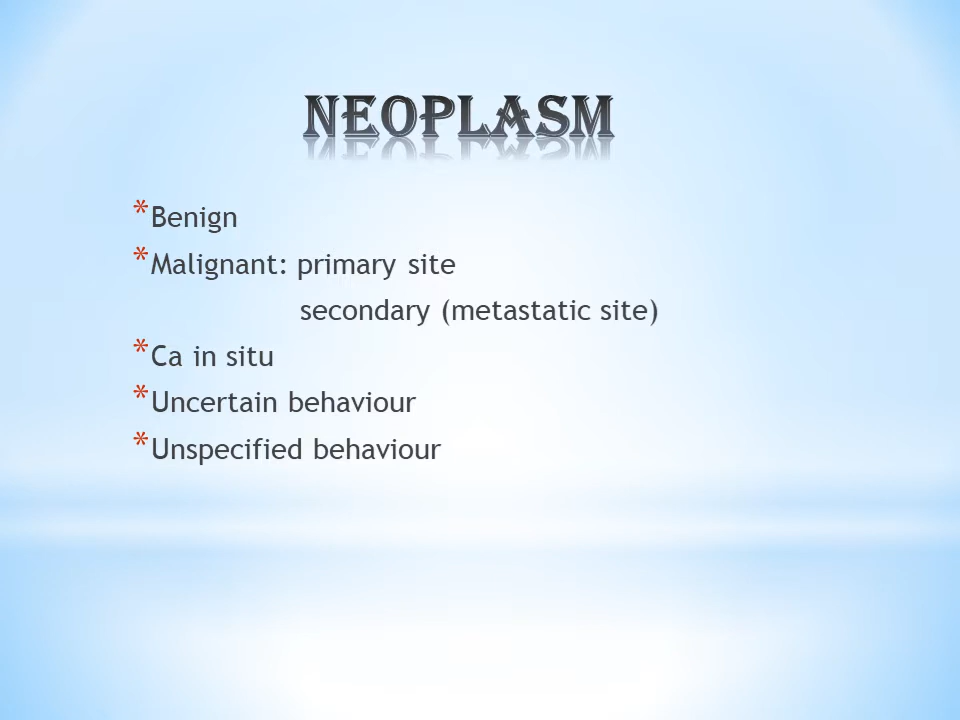 NEOPLASM
* Benign
* Malignant: primary site
secondary (metastatic site)
* Ca in situ
* Uncertain behaviour
* Unspecified behaviour